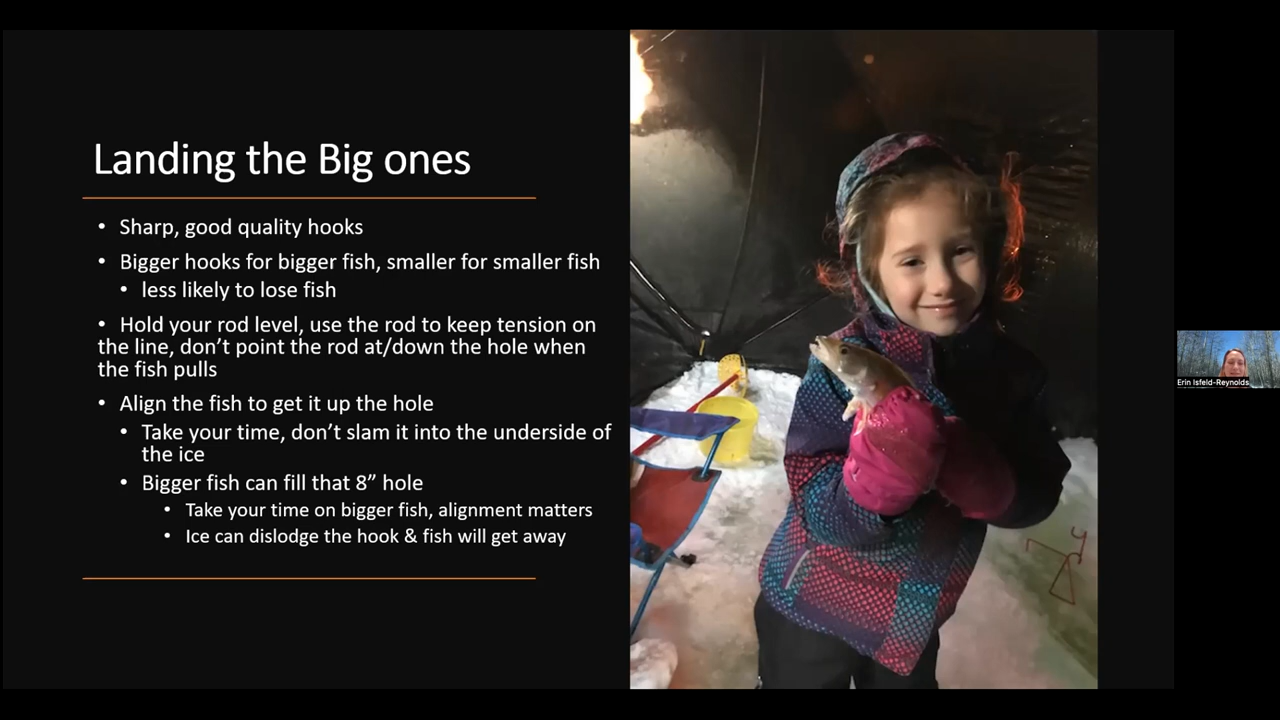 Landing the Big ones
• Sharp, good quality hooks
• Bigger hooks for bigger fish, smaller for smaller fish
• less likely to lose fish
• Hold your rod level, use the rod to keep tension on
the line, don’t point the rod at/down the hole when
the fish pulls
• Align the fish to get it up the hole
• Take your time, don’t slam it into the underside of
the ice
• Bigger fish can fill that 8” hole
• Take your time on bigger fish, alignment matters
• Ice can dislodge the hook & fish will get away
Erin Isfeld-Reynolds